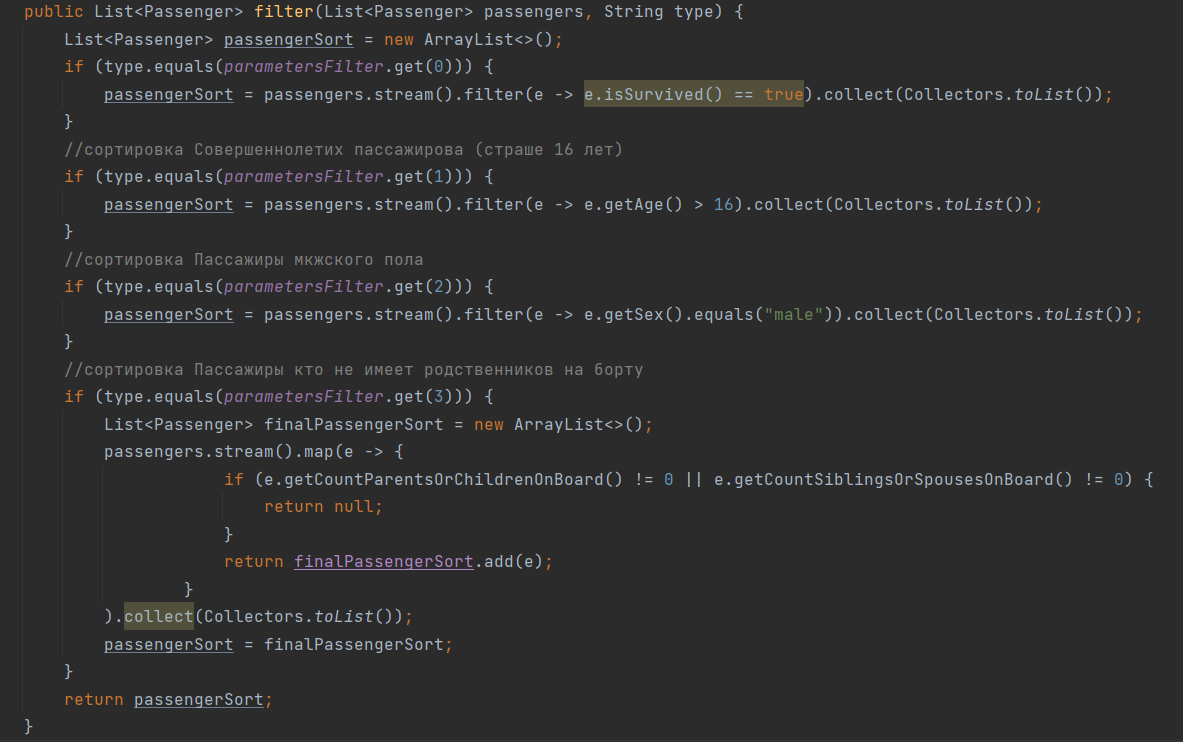 public List<Passenger> filter(List<Passenger> passengers, String type) {
    List<Passenger> passengerSort = new ArrayList<>();
    if (type.equals(parametersFilter.get(0))) {
        passengerSort = passengers.stream().filter(e -> e.isSurvived() == true).collect(Collectors.toList());
    }
    //сортировка Совершеннолетих пассажирова (страше 16 лет)
    if (type.equals(parametersFilter.get(1))) {
        passengerSort = passengers.stream().filter(e -> e.getAge() > 16).collect(Collectors.toList());
    }
    //сортировка Пассажиры мкжского пола
    if (type.equals(parametersFilter.get(2))) {
        passengerSort = passengers.stream().filter(e -> e.getSex().equals("male")).collect(Collectors.toList());
    }
    //сортировка Пассажиры кто не имеет родственников на борту
    if (type.equals(parametersFilter.get(3))) {
        List<Passenger> finalPassengerSort = new ArrayList<>();
        passengers.stream().map(e -> {
                    if (e.getCountParentsOrChildrenOnBoard() != 0 || e.getCountSiblingsOrSpousesOnBoard() != 0) {
                        return null;
                    }
                    return finalPassengerSort.add(e);
                }
        ).collect(Collectors.toList());
        passengerSort = finalPassengerSort;
    }
    return passengerSort;
}